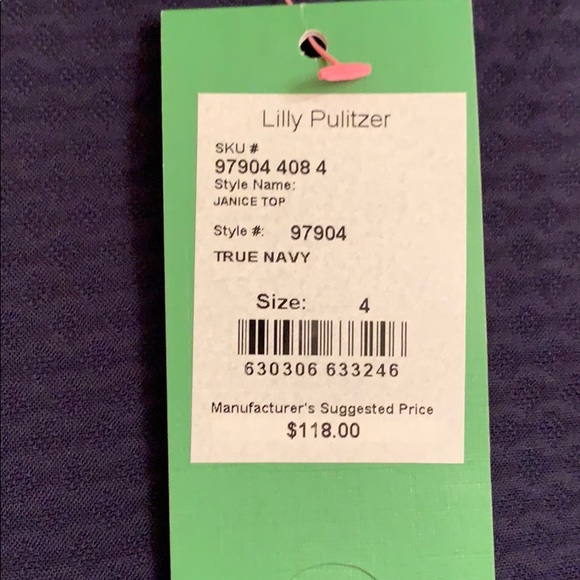 Lilly Pulitzer
SKU #
97904 408 4
Style Name:
JANICE TOP
Style #: 97904
TRUE NAVY
Size: 4
630306 633246
Manufacturer's Suggested Price
$118.00